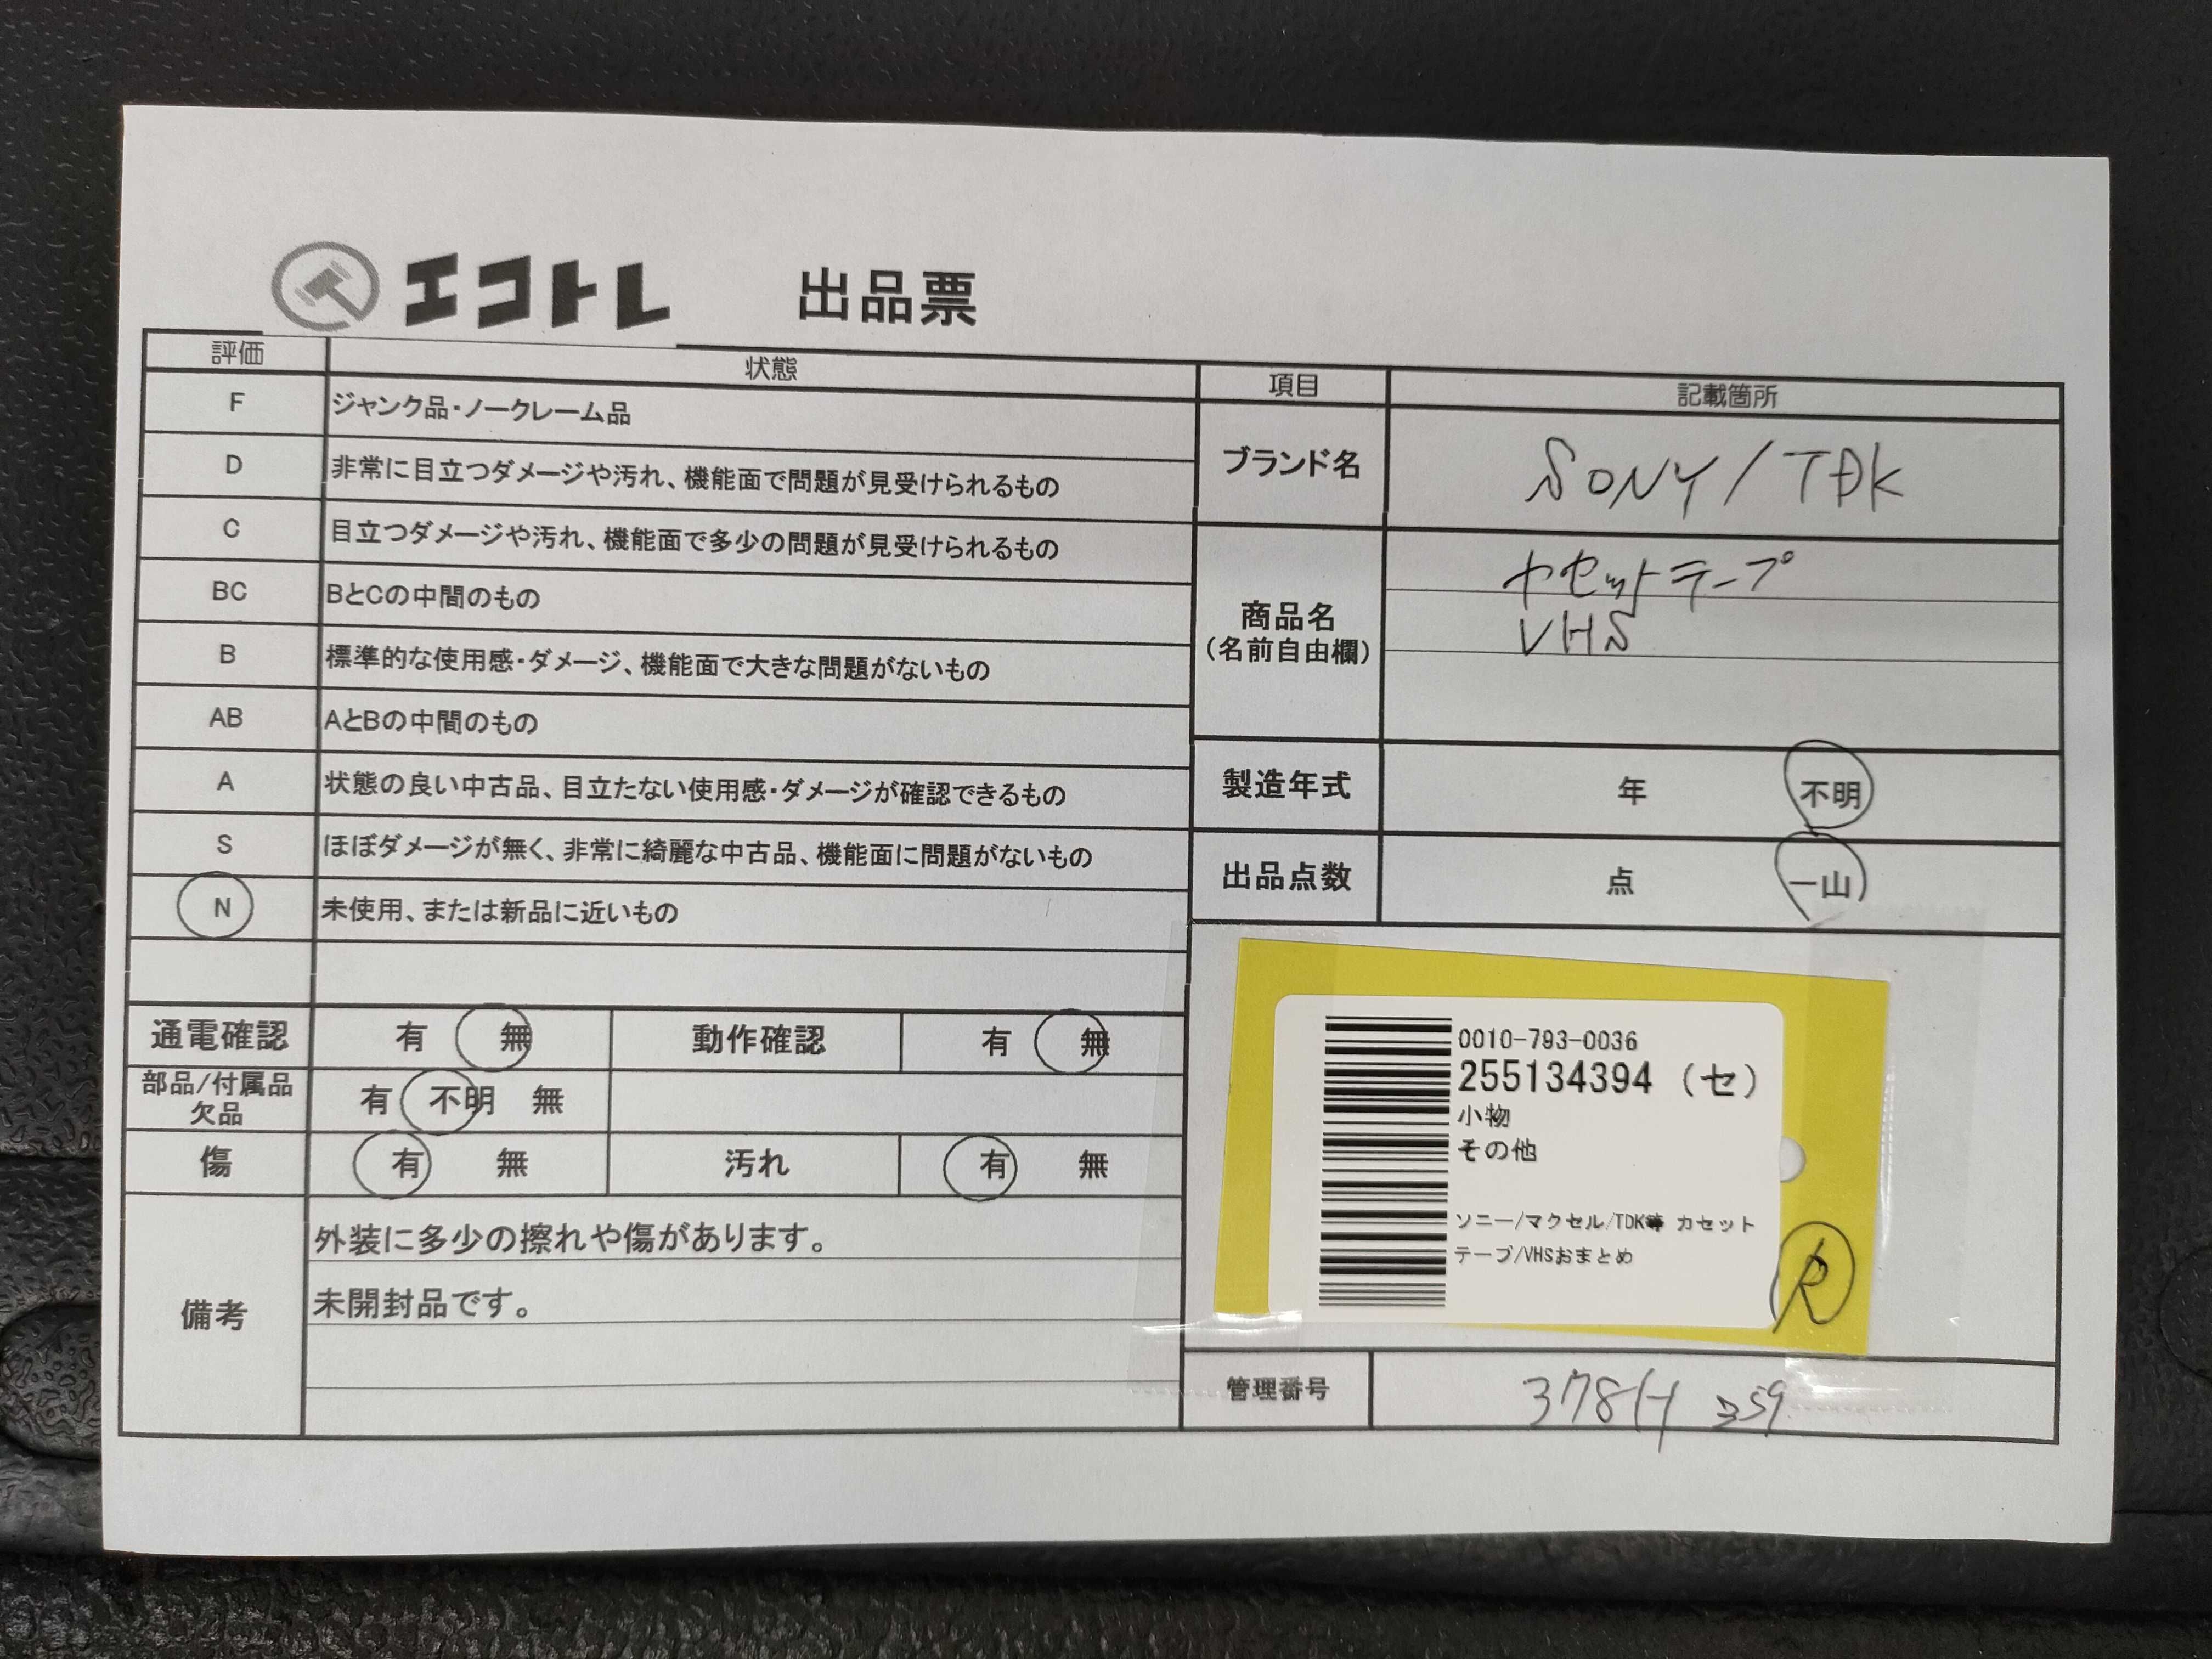 エコトレ 出品票
評価 状態
F ジャンク品・ノークレーム品
D 非常に目立つダメージや汚れ、機能面で問題が見受けられるもの
C 目立つダメージや汚れ、機能面で多少の問題が見受けられるもの
BC BとCの中間のもの
B 標準的な使用感・ダメージ、機能面で大きな問題がないもの
AB AとBの中間のもの
A 状態の良い中古品、目立たない使用感・ダメージが確認できるもの
S ほぼダメージが無く、非常に綺麗な中古品、機能面に問題がないもの
N 未使用、または新品に近いもの
通電確認 有 無 動作確認 有 無
部品/付属品
欠品 有 不明 無
傷 有 無 汚れ 有 無
備考
外装に多少の擦れや傷があります。
未開封品です。
項目 記載箇所
ブランド名 SONY/TDK
商品名
(名前自由欄)
カセットテープ
VHS
製造年式 年 不明
出品点数 点 一山
0010-793-0036
255134394 (セ)
小物
その他
ソニー/マクセル/TDK等 カセット
テープ/VHSおまとめ
R
管理番号 378H